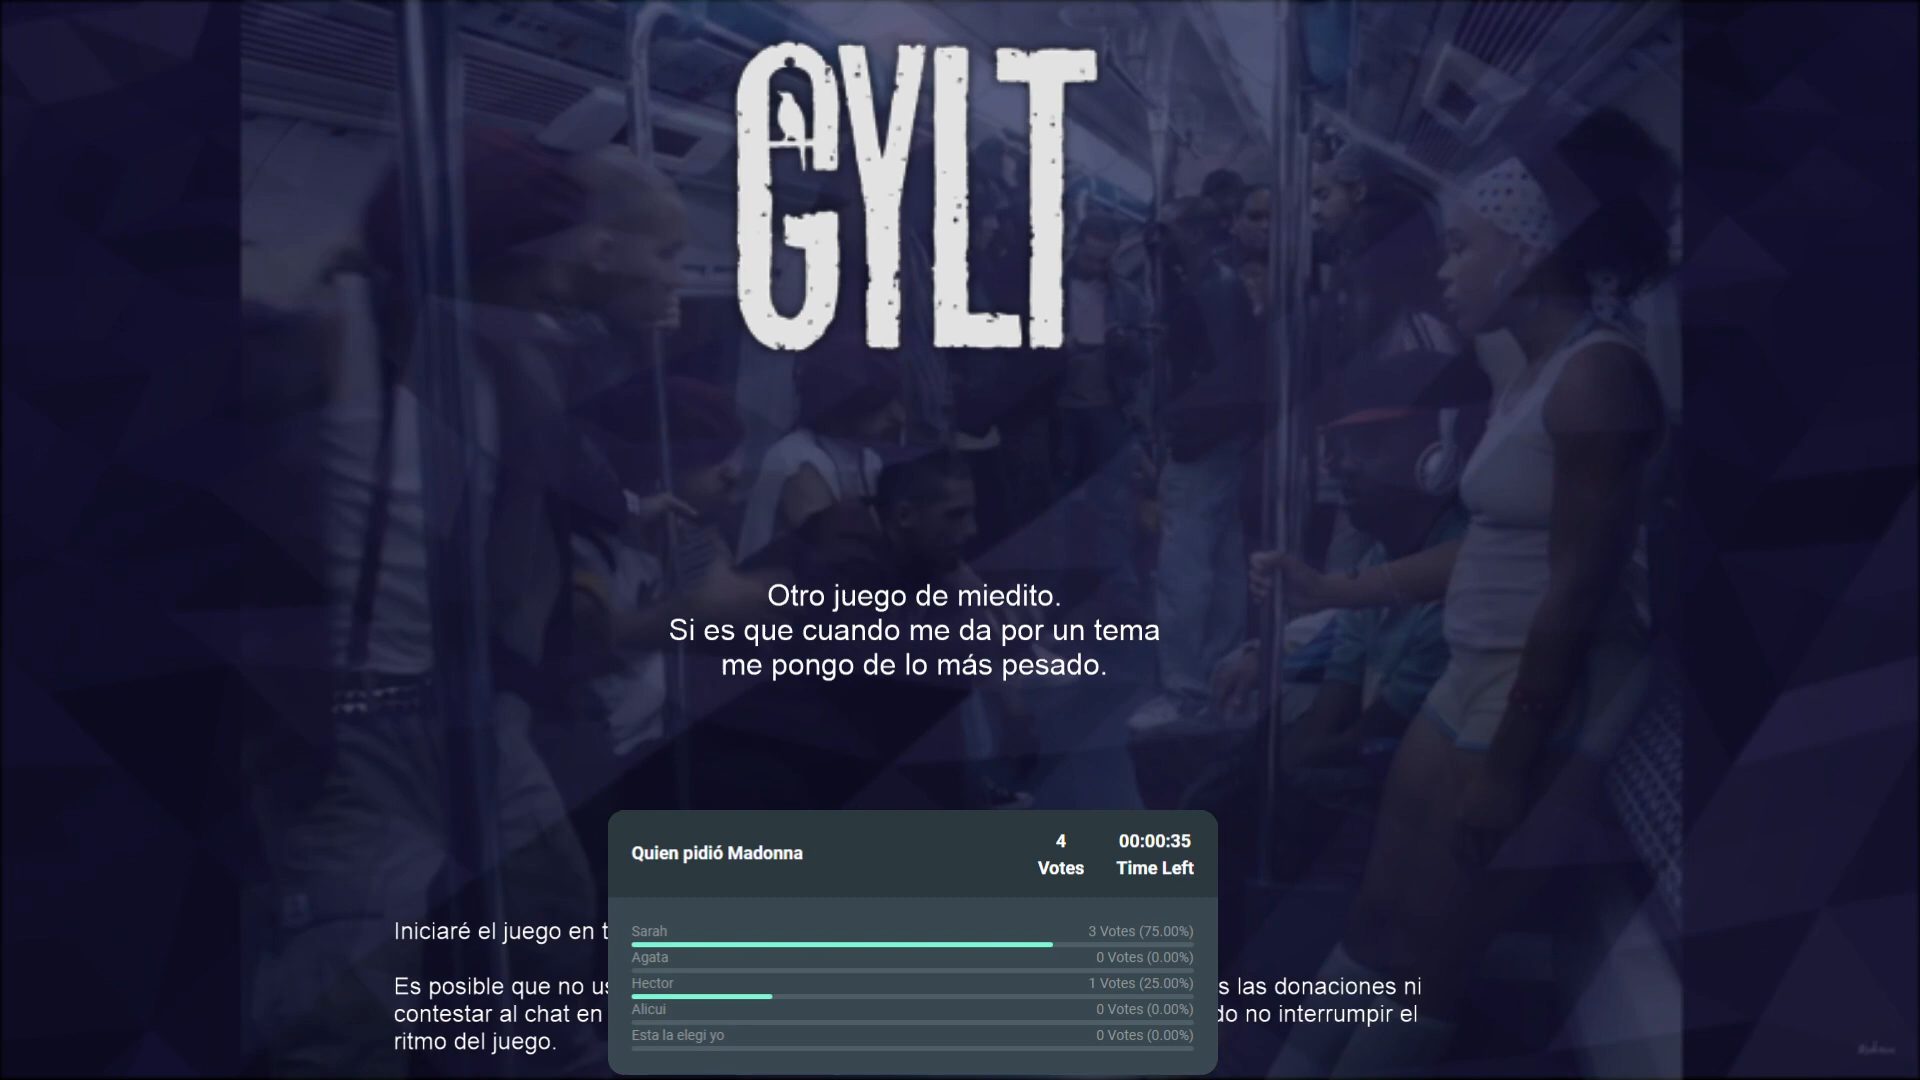 GYLT
Otro juego de miedito.
Si es que cuando me da por un tema
me pongo de lo más pesado.
Quien pidió Madonna
4
Votes
00:00:35
Time Left
Sarah 3 Votes (75.00%)
Agata 0 Votes (0.00%)
Hector 1 Votes (25.00%)
Alicui 0 Votes (0.00%)
Esta la elegi yo 0 Votes (0.00%)
Iniciaré el juego en
Es posible que no las donaciones ni
contestar al chat en no interrumpir el
ritmo del juego.